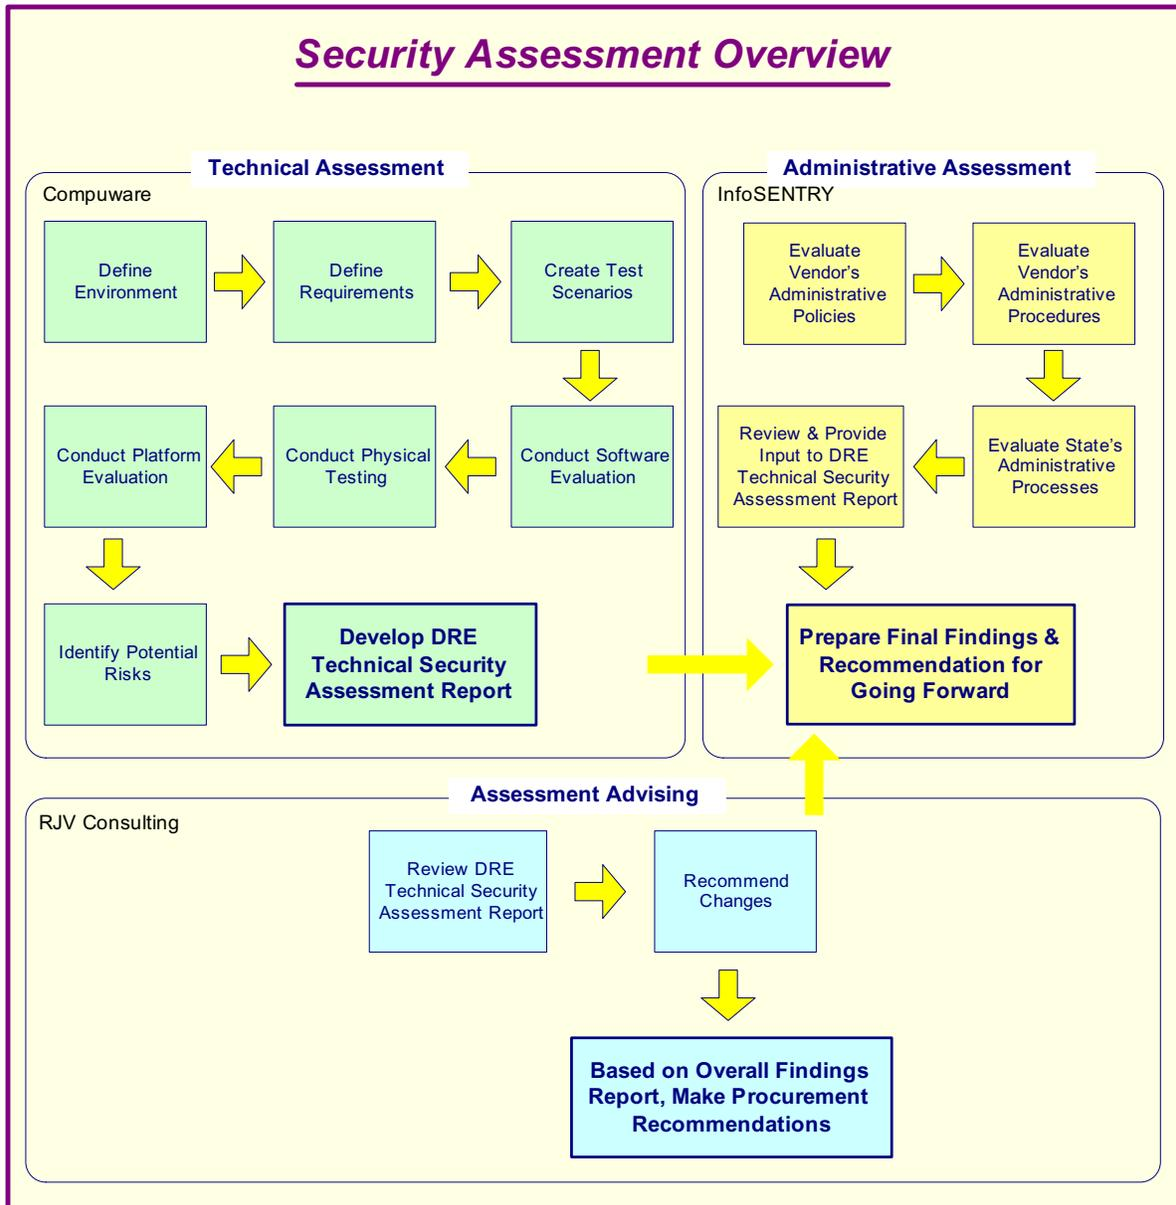 Security Assessment Overview
Technical Assessment
Compuware
Define
Environment
Define
Requirements
Create Test
Scenarios
Conduct Platform
Evaluation
Conduct Physical
Testing
Conduct Software
Evaluation
Identify Potential
Risks
Develop DRE
Technical Security
Assessment Report
Administrative Assessment
InfoSENTRY
Evaluate
Vendor's
Administrative
Policies
Evaluate
Vendor's
Administrative
Procedures
Review & Provide
Input to DRE
Technical Security
Assessment Report
Evaluate State's
Administrative
Processes
Prepare Final Findings &
Recommendation for
Going Forward
Assessment Advising
RJV Consulting
Review DRE
Technical Security
Assessment Report
Recommend
Changes
Based on Overall Findings
Report, Make Procurement
Recommendations